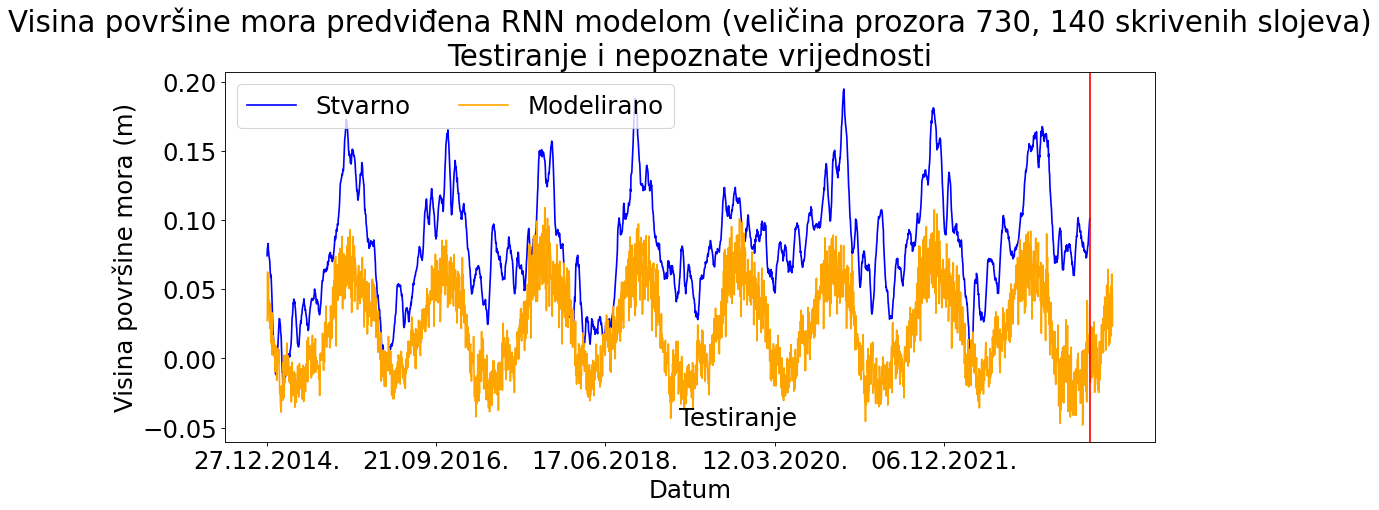 Visina površine mora predviđena RNN modelom (veličina prozora 730, 140 skrivenih slojeva)
Testiranje i nepoznate vrijednosti
Stvarno Modelirano
Visina površine mora (m)
0.20
0.15
0.10
0.05
0.00
−0.05
Testiranje
27.12.2014. 21.09.2016. 17.06.2018. 12.03.2020. 06.12.2021.
Datum